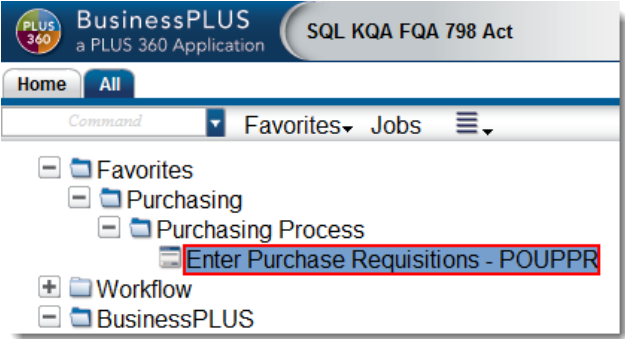 PLUS 360
BusinessPLUS
a PLUS 360 Application
SQL KQA FQA 798 Act
Home All
Command Favorites Jobs
Favorites
Purchasing
Purchasing Process
Enter Purchase Requisitions - POUPPR
Workflow
BusinessPLUS